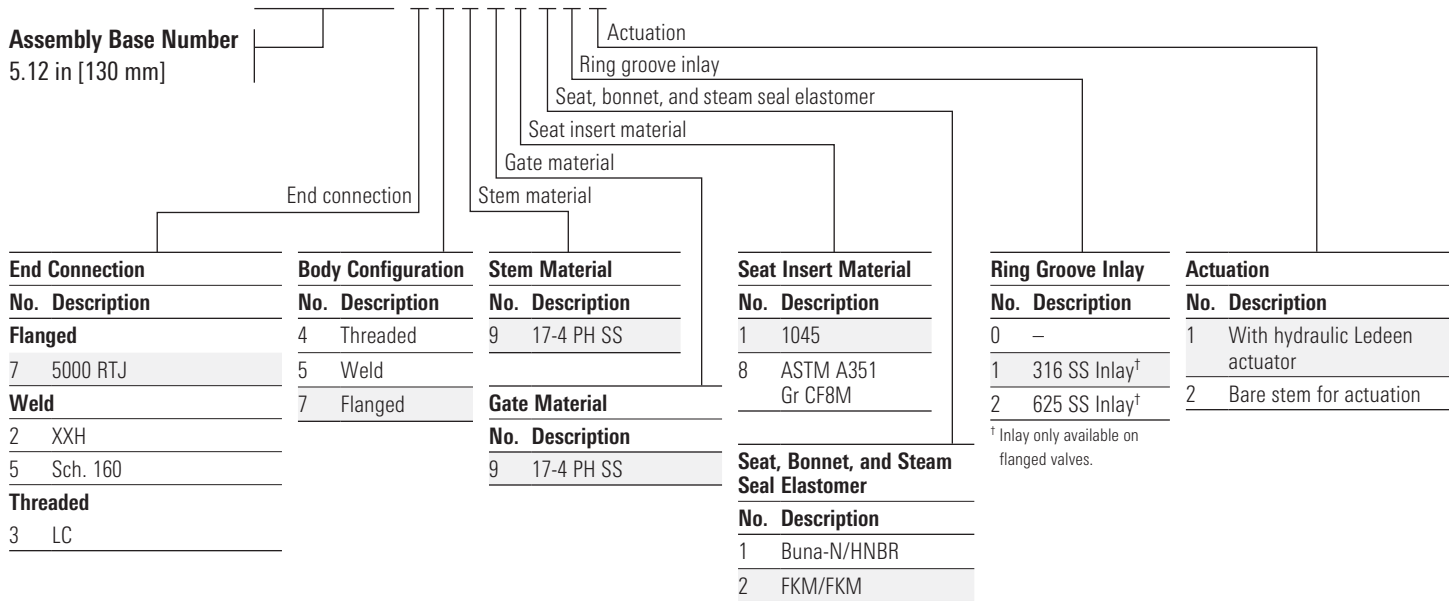 Assembly Base Number
5.12 in [130 mm]
Actuation
Ring groove inlay
Seat, bonnet, and steam seal elastomer
Seat insert material
Gate material
End connection
Stem material
End Connection
No. Description
Flanged
7 5000 RTJ
Weld
2 XXH
5 Sch. 160
Threaded
3 LC
Body Configuration
No. Description
4 Threaded
5 Weld
7 Flanged
Stem Material
No. Description
9 17-4 PH SS
Gate Material
No. Description
9 17-4 PH SS
Seat Insert Material
No. Description
1 1045
8 ASTM A351
Gr CF8M
Seat, Bonnet, and Steam
Seal Elastomer
No. Description
1 Buna-N/HNBR
2 FKM/FKM
Ring Groove Inlay
No. Description
0 –
1 316 SS Inlay†
2 625 SS Inlay†
† Inlay only available on
flanged valves.
Actuation
No. Description
1 With hydraulic Ledeen
actuator
2 Bare stem for actuation